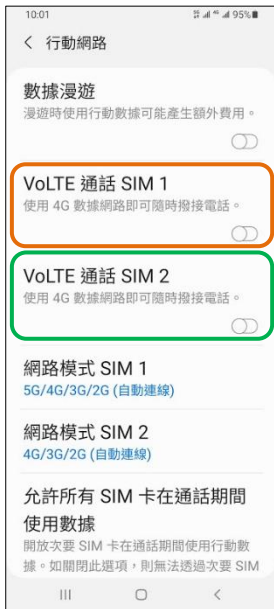 10:01
95%
行動網路
數據漫遊
漫遊時使用行動數據可能產生額外費用。
VoLTE 通話 SIM 1
使用 4G 數據網路即可隨時撥接電話。
VoLTE 通話 SIM 2
使用 4G 數據網路即可隨時撥接電話。
網路模式 SIM 1
5G/4G/3G/2G (自動連線)
網路模式 SIM 2
4G/3G/2G (自動連線)
允許所有 SIM 卡在通話期間
使用數據
開放次要 SIM 卡在通話期間使用行動數
據。如關閉此選項，則無法透過次要 SIM